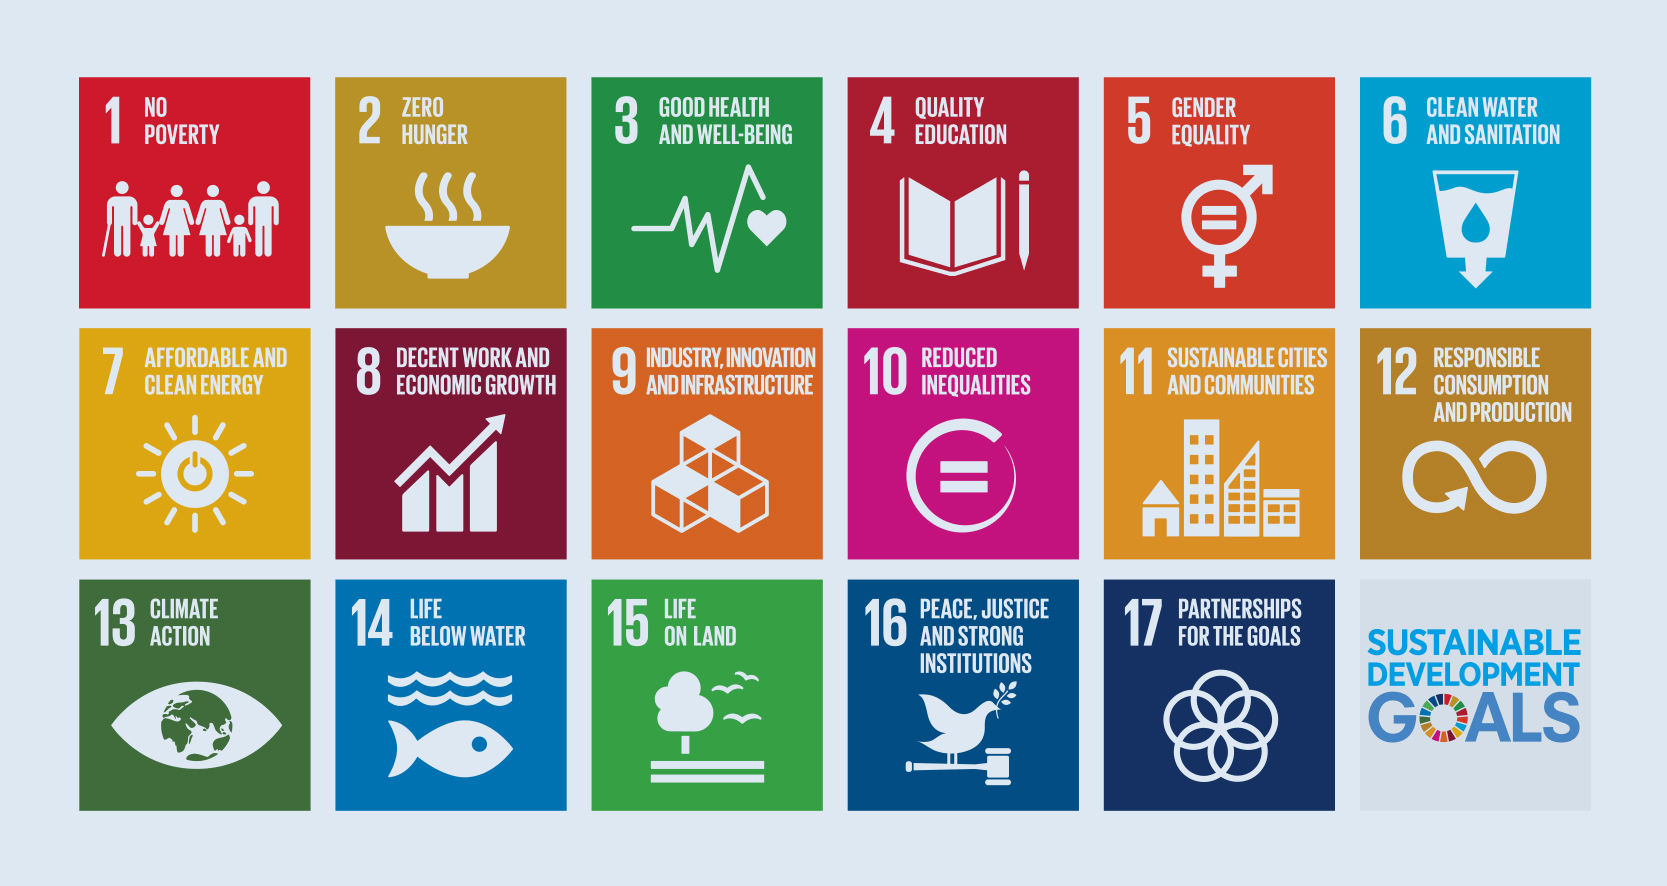 1 NO
POVERTY
2 ZERO
HUNGER
3 GOOD HEALTH
AND WELL-BEING
4 QUALITY
EDUCATION
5 GENDER
EQUALITY
6 CLEAN WATER
AND SANITATION
7 AFFORDABLE AND
CLEAN ENERGY
8 DECENT WORK AND
ECONOMIC GROWTH
9 INDUSTRY, INNOVATION
AND INFRASTRUCTURE
10 REDUCED
INEQUALITIES
11 SUSTAINABLE CITIES
AND COMMUNITIES
12 RESPONSIBLE
CONSUMPTION
AND PRODUCTION
13 CLIMATE
ACTION
14 LIFE
BELOW WATER
15 LIFE
ON LAND
16 PEACE, JUSTICE
AND STRONG
INSTITUTIONS
17 PARTNERSHIPS
FOR THE GOALS
SUSTAINABLE
DEVELOPMENT
GOALS